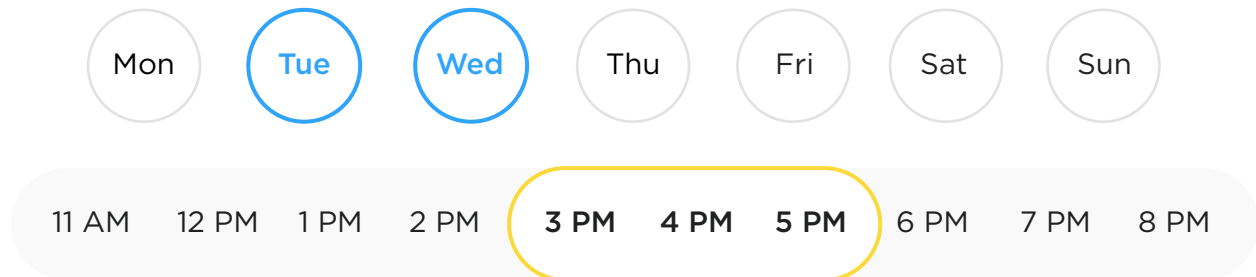 Mon Tue Wed Thu Fri Sat Sun
11 AM 12 PM 1 PM 2 PM 3 PM 4 PM 5 PM 6 PM 7 PM 8 PM